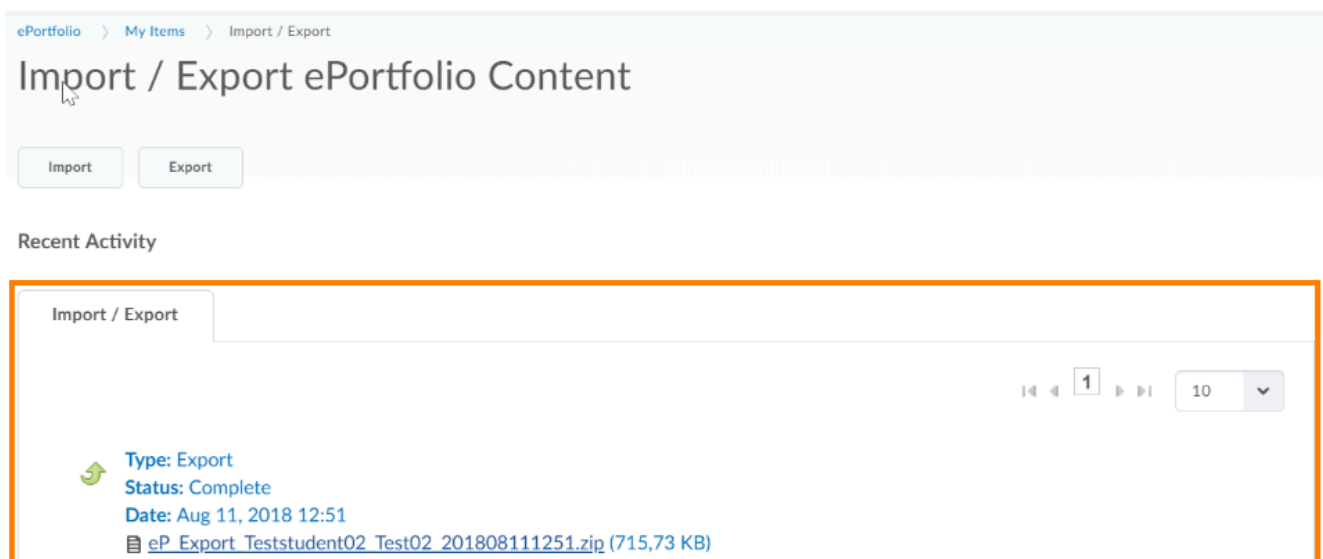 ePortfolio > My Items > Import / Export
Import / Export ePortfolio Content
Import Export
Recent Activity
Import / Export
1 10
Type: Export
Status: Complete
Date: Aug 11, 2018 12:51
eP_Export_Teststudent02_Test02_201808111251.zip (715,73 KB)